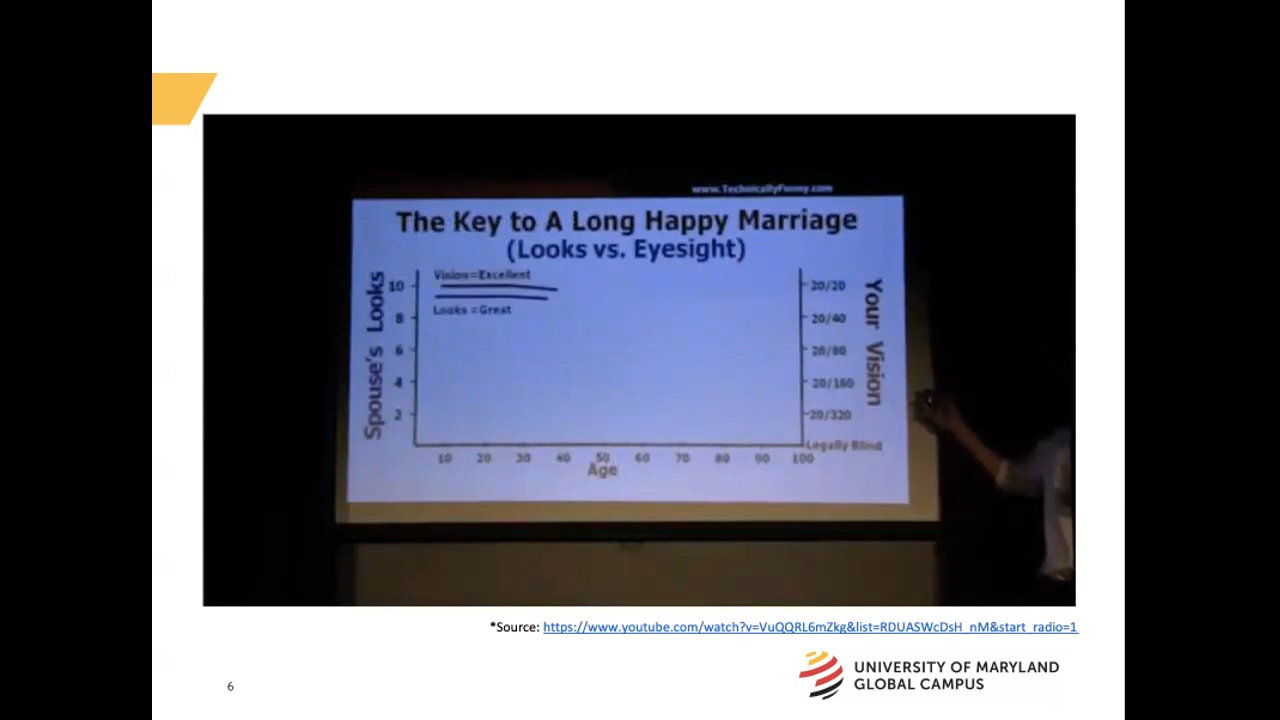 www.TechnicallyFunny.com
The Key to A Long Happy Marriage
(Looks vs. Eyesight)
Spouse's Looks
10
8
6
4
2
Vision=Excellent
Looks =Great
20/20
20/40
20/80
20/160
20/320
Legally Blind
Your Vision
10 20 30 40 50 60 70 80 90 100
Age
*Source: https://www.youtube.com/watch?v=VuQQRL6mZkg&list=RDUASWcDsH_nM&start_radio=1
6
UNIVERSITY OF MARYLAND
GLOBAL CAMPUS